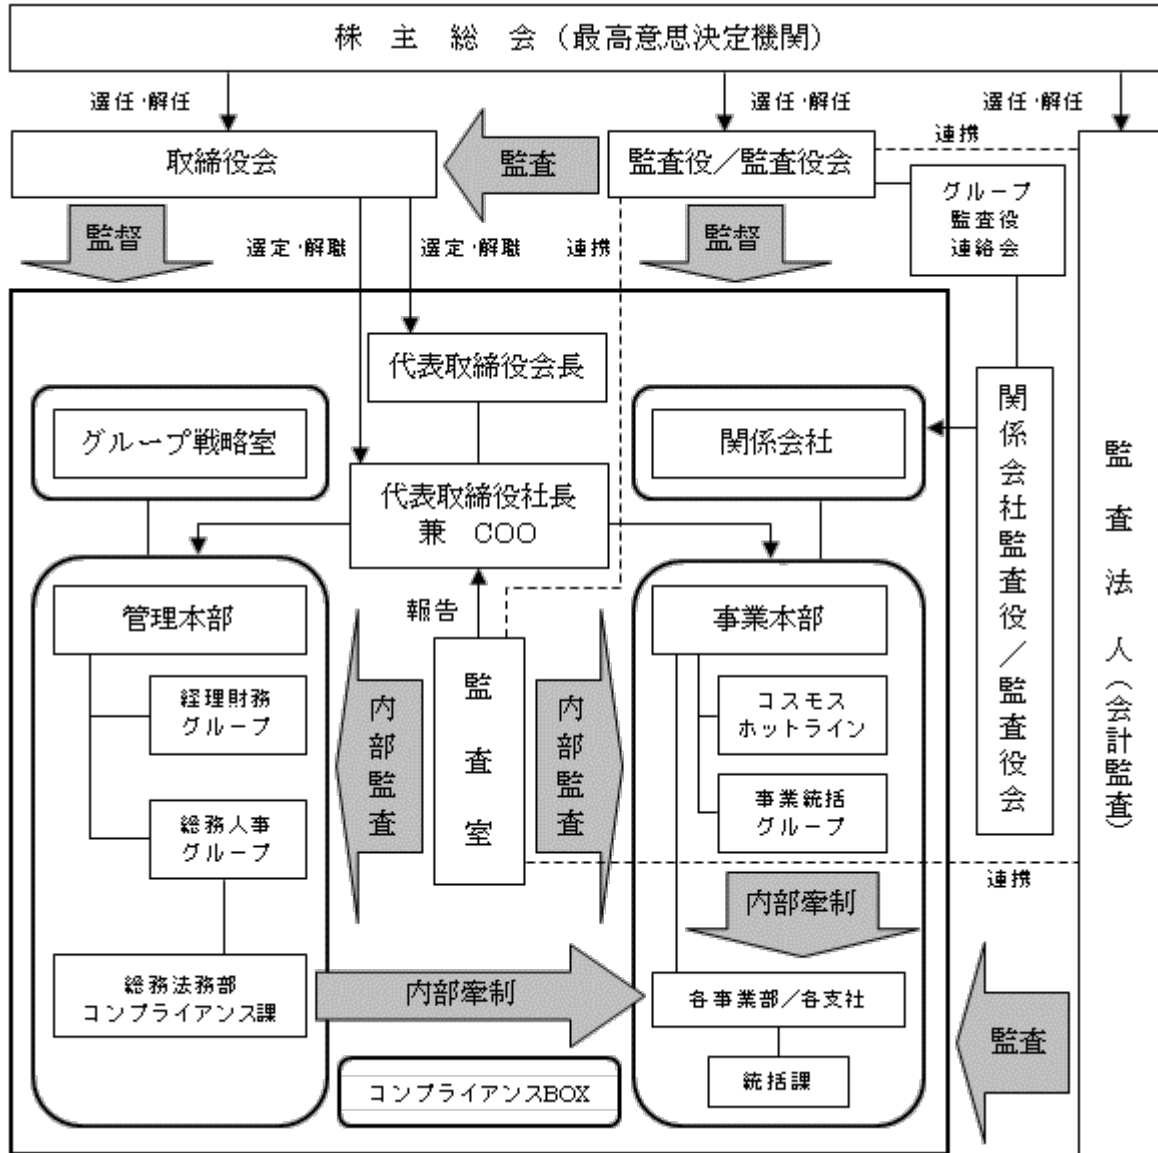 株 主 総 会（最高意思決定機関）
選任・解任
選任・解任
選任・解任
取締役会
監査
監査役／監査役会
連携
グループ
監査役
連絡会
監督
選定・解職
選定・解職
連携
監督
代表取締役会長
グループ戦略室
関係会社
代表取締役社長
兼 COO
関係会社監査役／監査役会
監 査 法 人（会計監査）
管理本部
報告
事業本部
経理財務
グループ
内部監査
監査室
内部監査
コスモス
ホットライン
総務人事
グループ
事業統括
グループ
連携
内部牽制
総務法務部
コンプライアンス課
内部牽制
各事業部／各支社
監査
コンプライアンスBOX
統括課